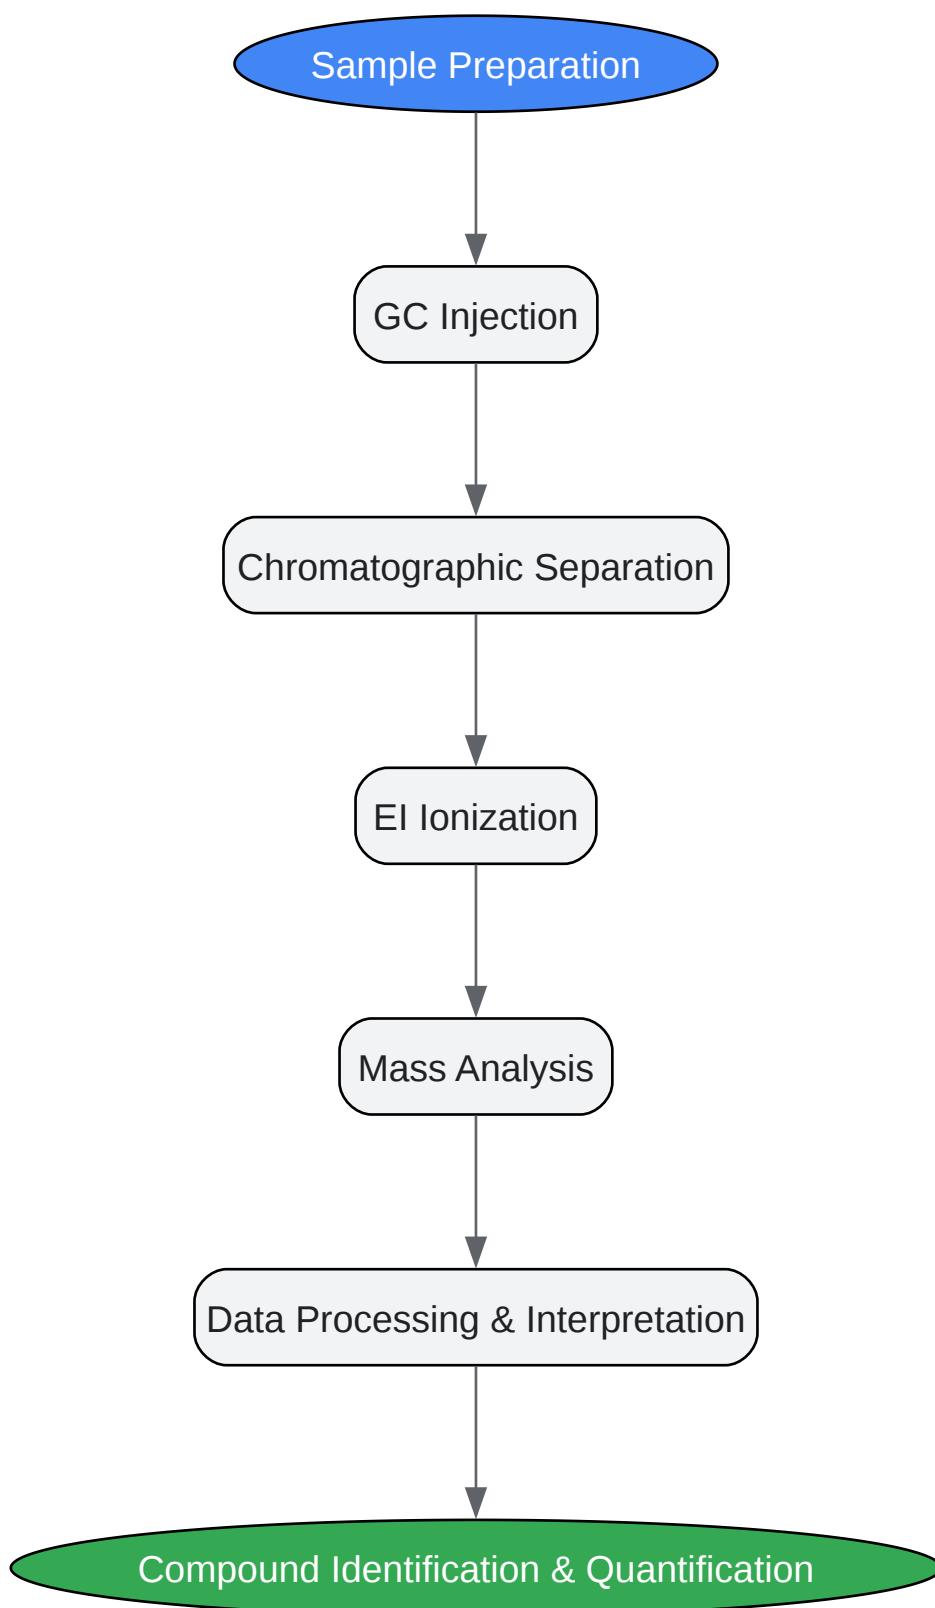 Sample Preparation
GC Injection
Chromatographic Separation
EI Ionization
Mass Analysis
Data Processing & Interpretation
Compound Identification & Quantification